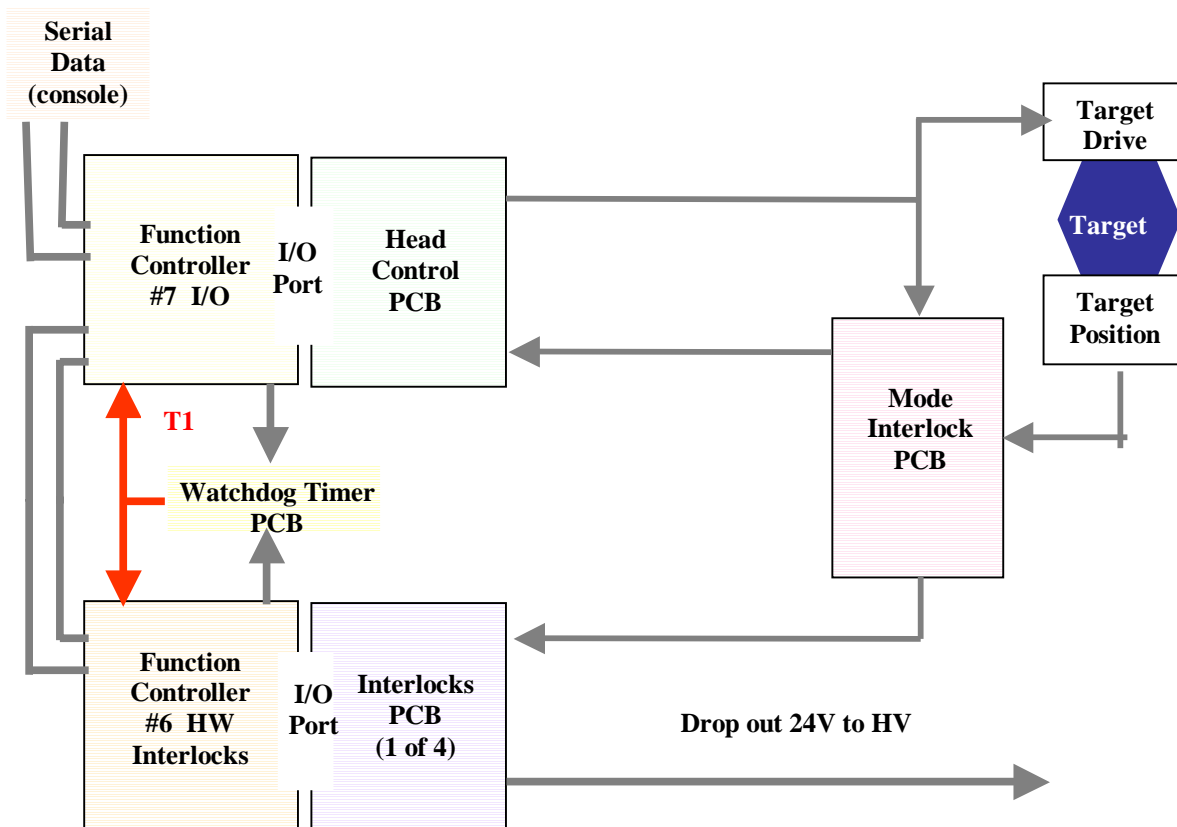 Serial
Data
(console)
Target
Drive
Target
Target
Position
Function
Controller
#7 I/O
I/O
Port
Head
Control
PCB
Mode
Interlock
PCB
T1
Watchdog Timer
PCB
Function
Controller
#6 HW
Interlocks
I/O
Port
Interlocks
PCB
(1 of 4)
Drop out 24V to HV